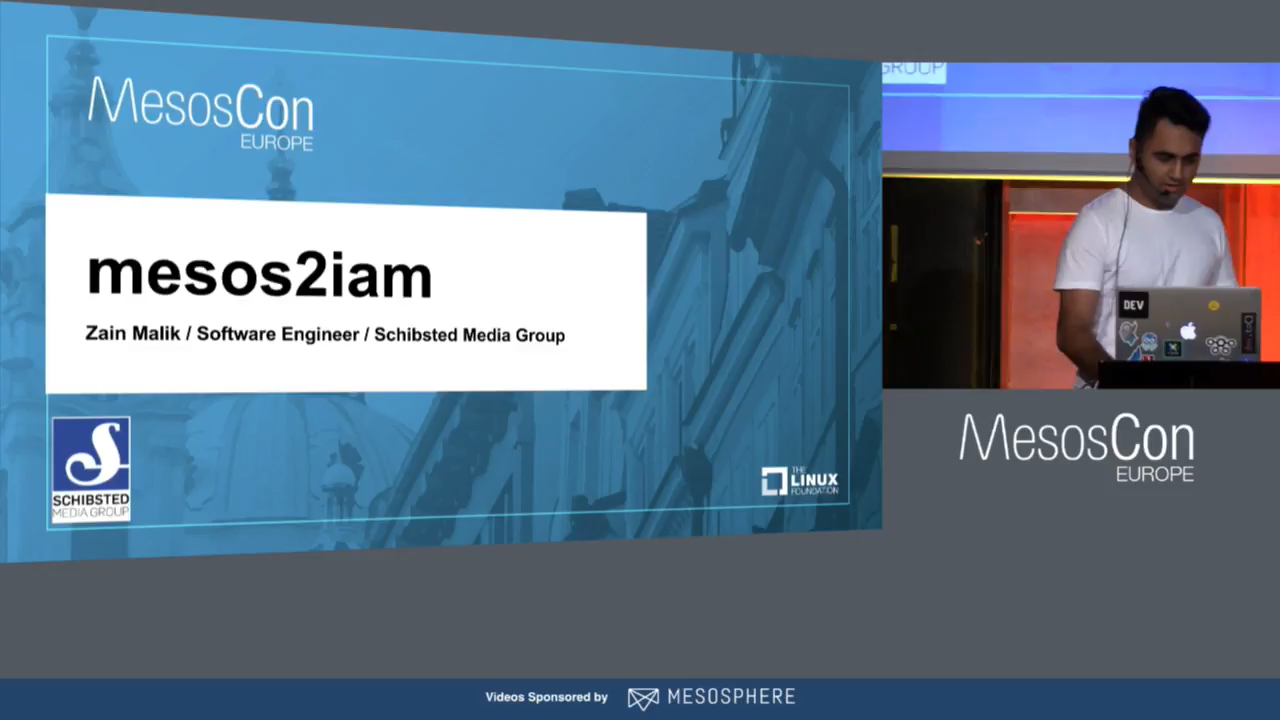 MesosCon
EUROPE
mesos2iam
Zain Malik / Software Engineer / Schibsted Media Group
SCHIBSTED
MEDIA GROUP
THE
LINUX
FOUNDATION
GROUP
DEV
MesosCon
EUROPE
Videos Sponsored by MESOSPHERE